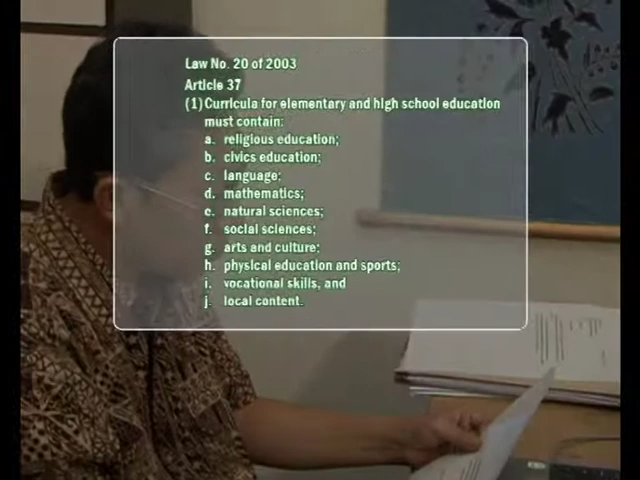 Law No. 20 of 2003
Article 37
(1) Curricula for elementary and high school education
must contain:
a. religious education;
b. civics education;
c. language;
d. mathematics;
e. natural sciences;
f. social sciences;
g. arts and culture;
h. physical education and sports;
i. vocational skills, and
j. local content.